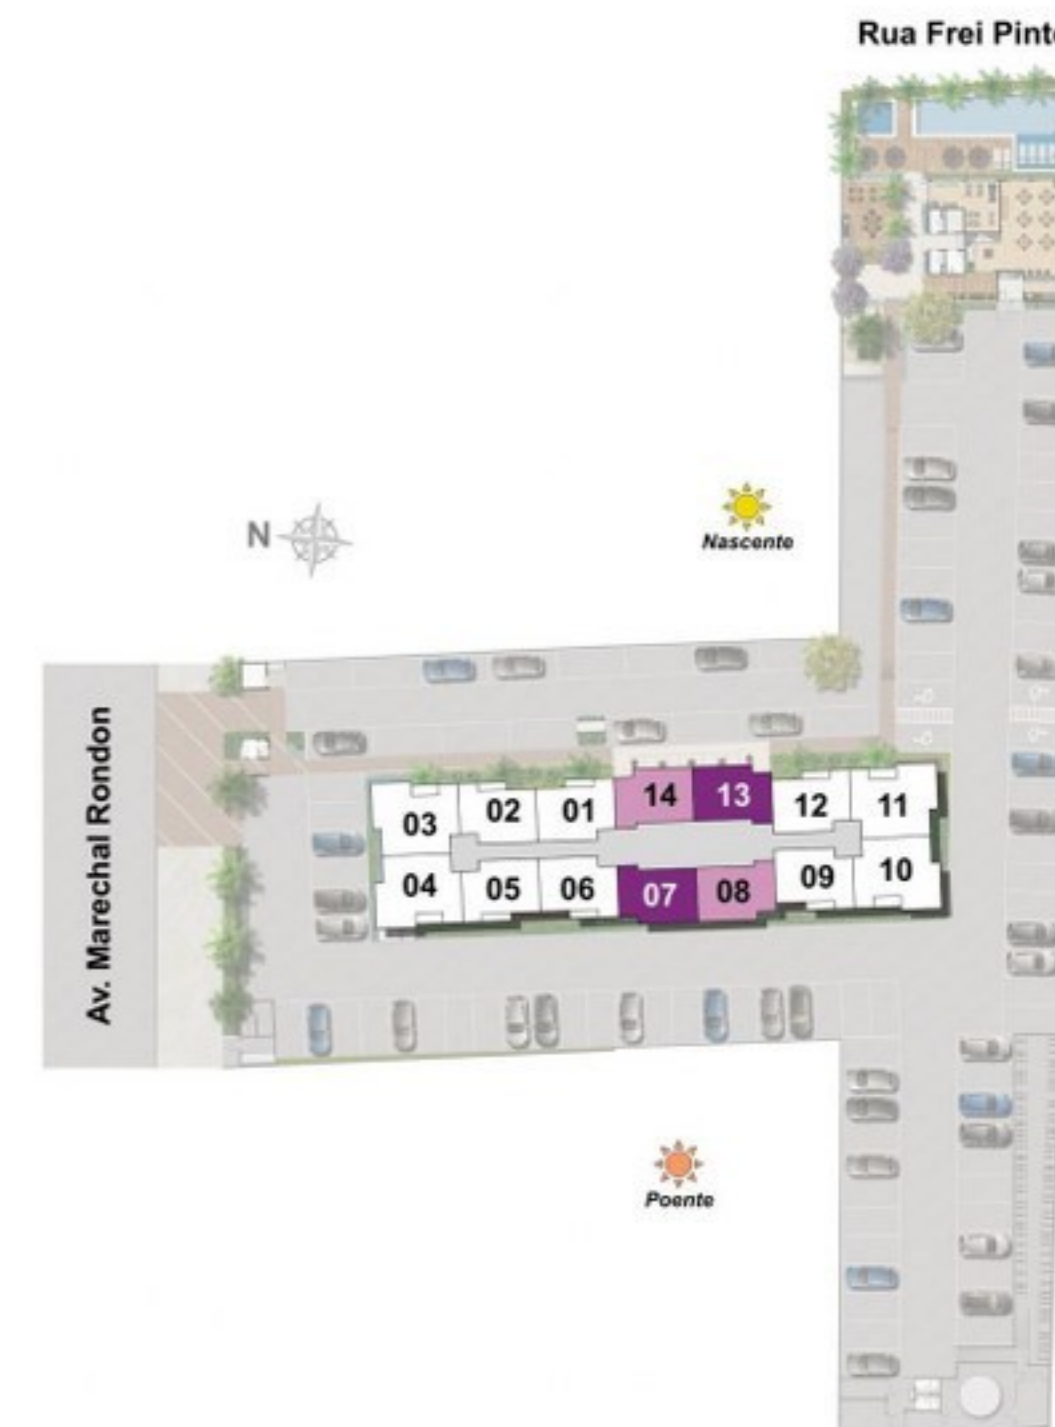 Rua Frei Pint
Nascente
N
Av. Marechal Rondon
03 02 01 14 13 12 11
04 05 06 07 08 09 10
Poente